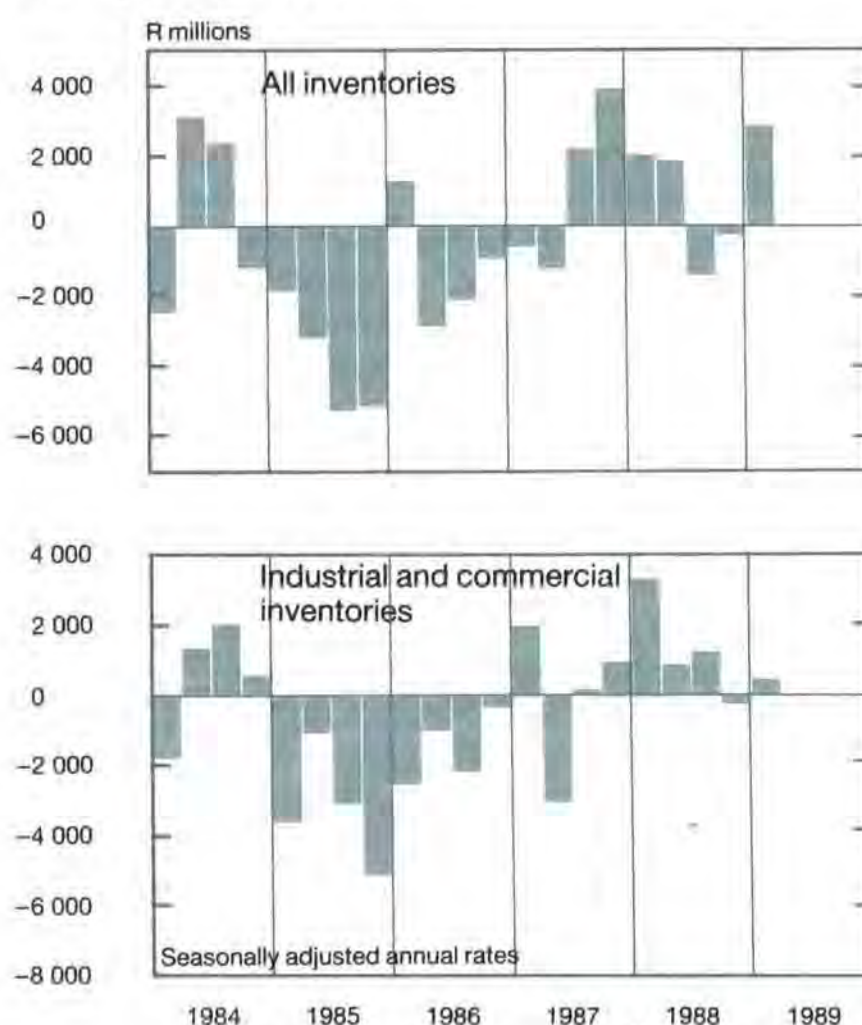 R millions
All inventories
4 000
2 000
0
−2 000
−4 000
−6 000
4 000
Industrial and commercial
inventories
2 000
0
−2 000
−4 000
−6 000
Seasonally adjusted annual rates
−8 000
1984 1985 1986 1987 1988 1989